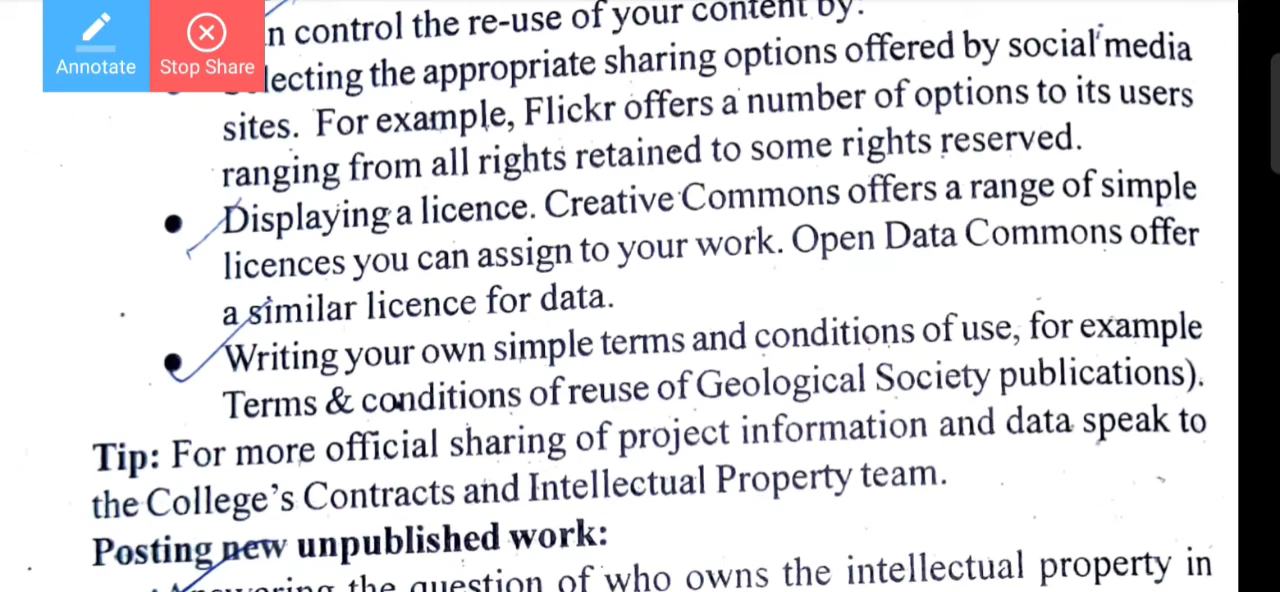 Annotate
Stop Share
n control the re-use of your content by:
lecting the appropriate sharing options offered by social media
sites. For example, Flickr offers a number of options to its users
ranging from all rights retained to some rights reserved.
● Displaying a licence. Creative Commons offers a range of simple
licences you can assign to your work. Open Data Commons offer
a similar licence for data.
● Writing your own simple terms and conditions of use, for example
Terms & conditions of reuse of Geological Society publications).
Tip: For more official sharing of project information and data speak to
the College's Contracts and Intellectual Property team.
Posting new unpublished work:
the question of who owns the intellectual property in